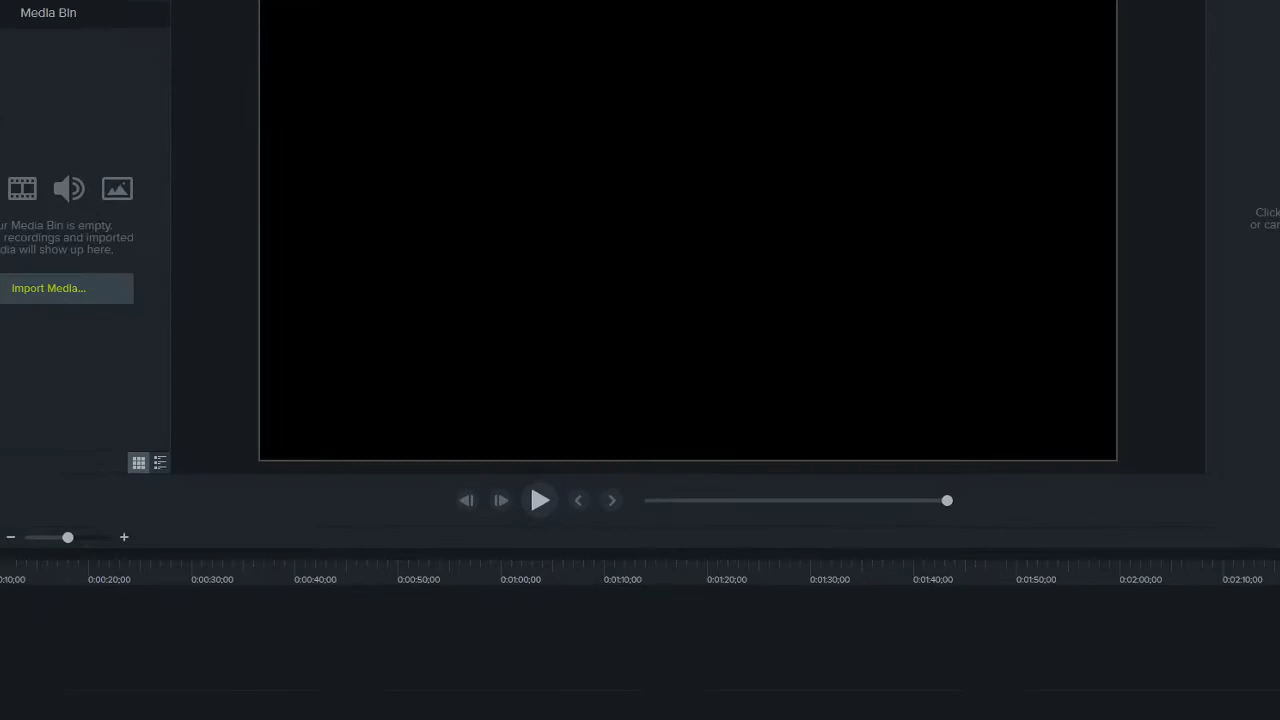 Media Bin
ur Media Bin is empty.
recordings and imported
dia will show up here.
Import Media...
Click
or can
0:10;00 0:00:20;00 0:00:30;00 0:00:40;00 0:00:50;00 0:01:00;00 0:01:10;00 0:01:20;00 0:01:30;00 0:01:40;00 0:01:50;00 0:02:00;00 0:02:10;00